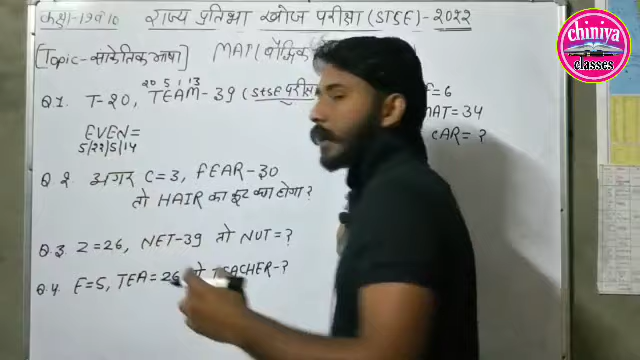 कक्षा-19व10 राज्य प्रतिभा खोज परीक्षा (STSE)-2022
[Topic-सांकेतिक भाषा] MAT(
20 5 1 13
Q.1. T-20, TEAM-39 (STSE परीक्षा
EVEN=
5/22/5/14
Q.2. अगर C=3, FEAR-30
तो HAIR का कूट क्या होगा?
Q.3. Z=26, NET-39 तो NUT=?
Q.4. E=5, TEA=26 TEACHER-?
F=6
MAT=34
CAR=?
chiniya
classes